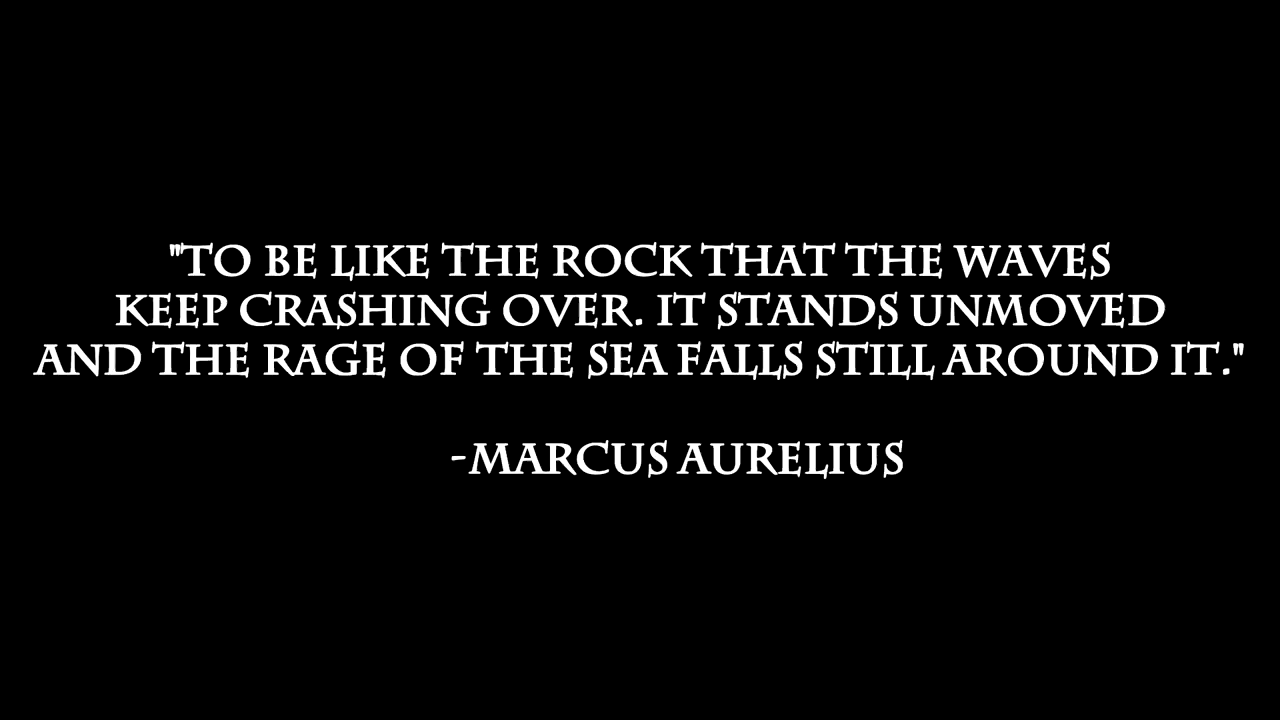 "TO BE LIKE THE ROCK THAT THE WAVES
KEEP CRASHING OVER. IT STANDS UNMOVED
AND THE RAGE OF THE SEA FALLS STILL AROUND IT."
-MARCUS AURELIUS